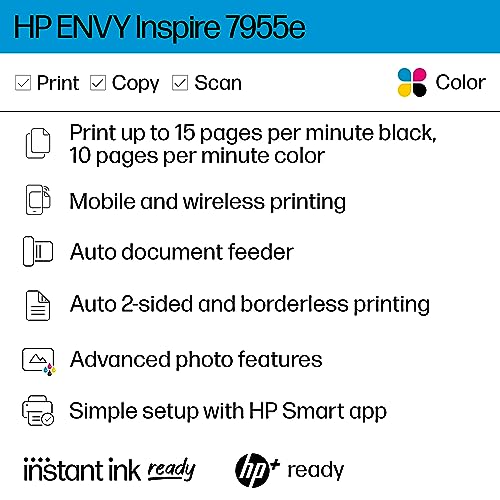 HP ENVY Inspire 7955e
Print Copy Scan Color
Print up to 15 pages per minute black,
10 pages per minute color
Mobile and wireless printing
Auto document feeder
Auto 2-sided and borderless printing
Advanced photo features
Simple setup with HP Smart app
instant ink ready hp+ ready